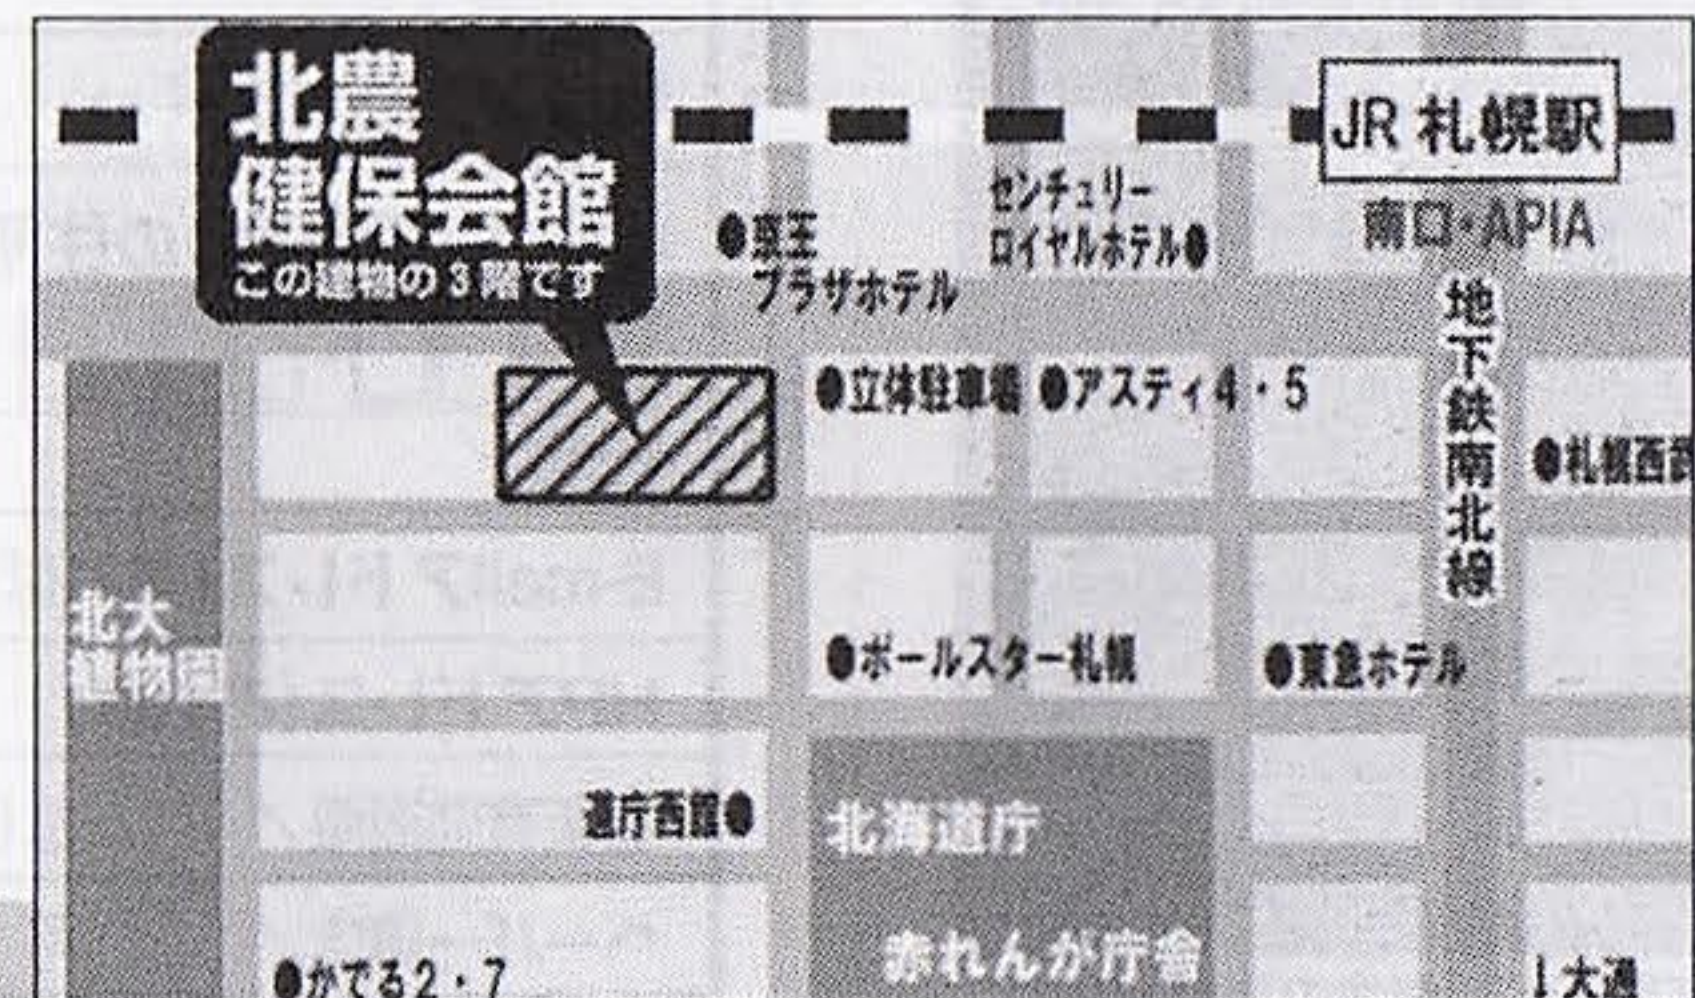 北農
健保会館
この建物の3階です
JR 札幌駅
南口・APIA
センチュリー
ロイヤルホテル●
●京王
プラザホテル
地下鉄南北線
●立体駐車場
●アスティ4・5
●札幌西武
北大
植物園
●ポールスター札幌
●東急ホテル
道庁西館●
北海道庁
赤れんが庁舎
●かでる2・7
↓大通